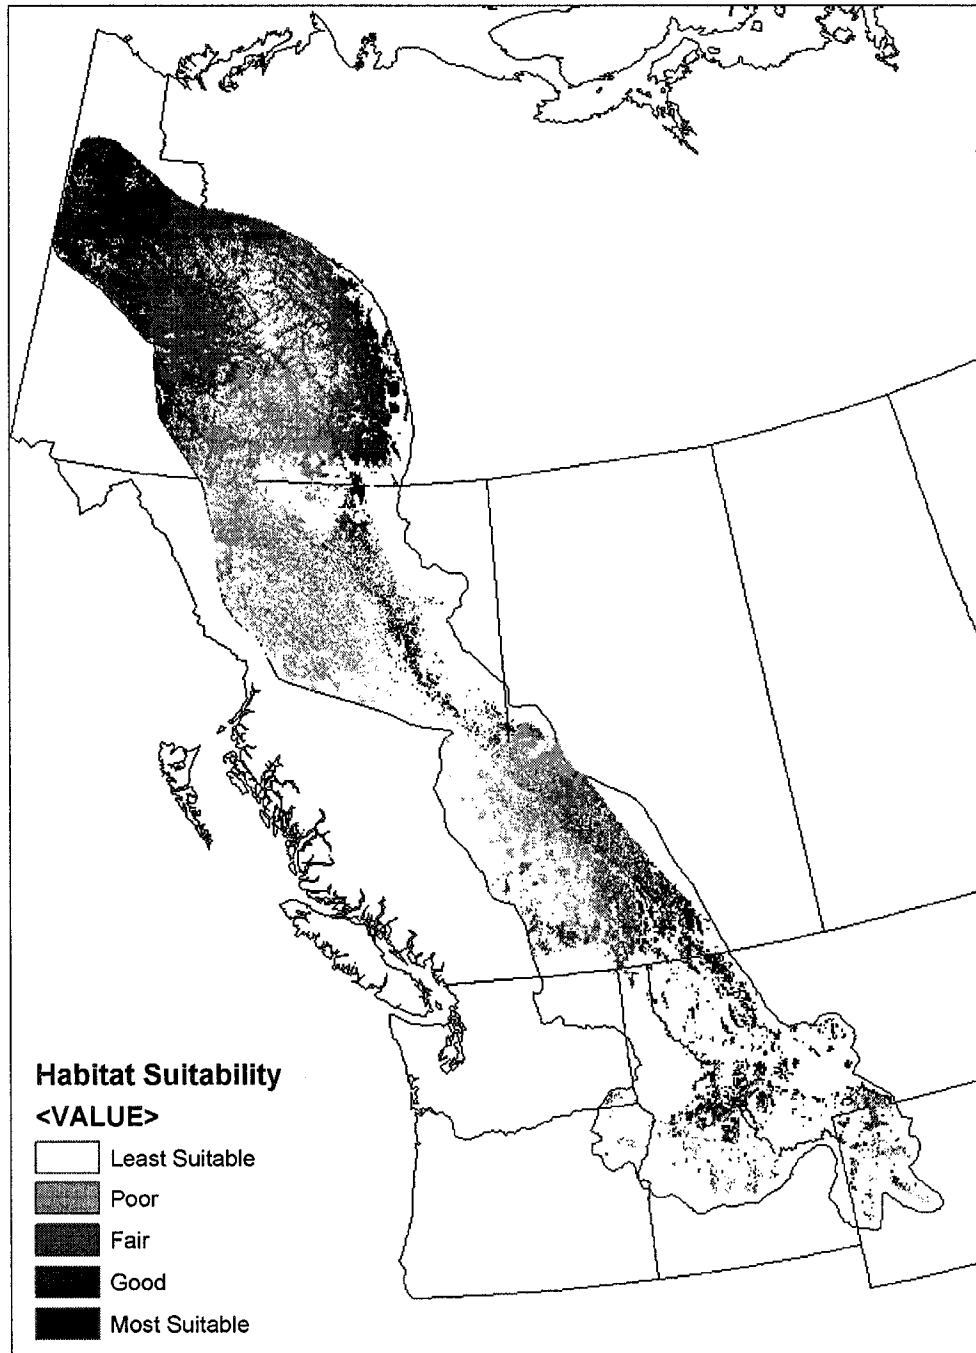 Habitat Suitability
<VALUE>
Least Suitable
Poor
Fair
Good
Most Suitable